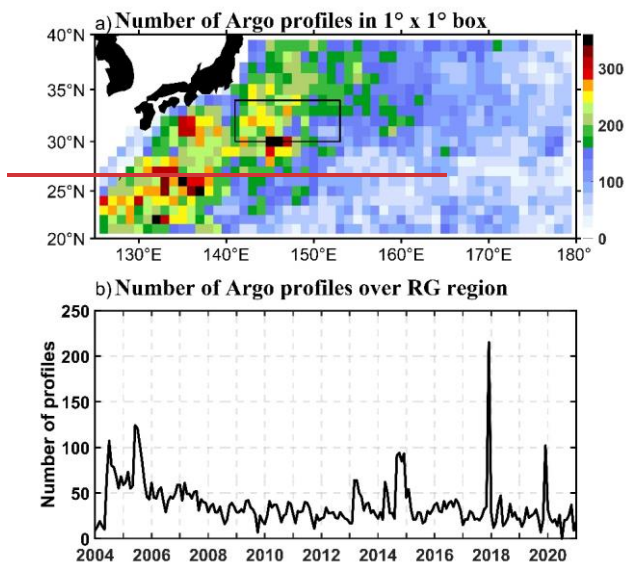 a) Number of Argo profiles in 1° x 1° box
40°N
35°N
30°N
25°N
20°N
130°E 140°E 150°E 160°E 170°E 180°
300
200
100
0
b) Number of Argo profiles over RG region
Number of profiles
250
200
150
100
50
0
2004 2006 2008 2010 2012 2014 2016 2018 2020